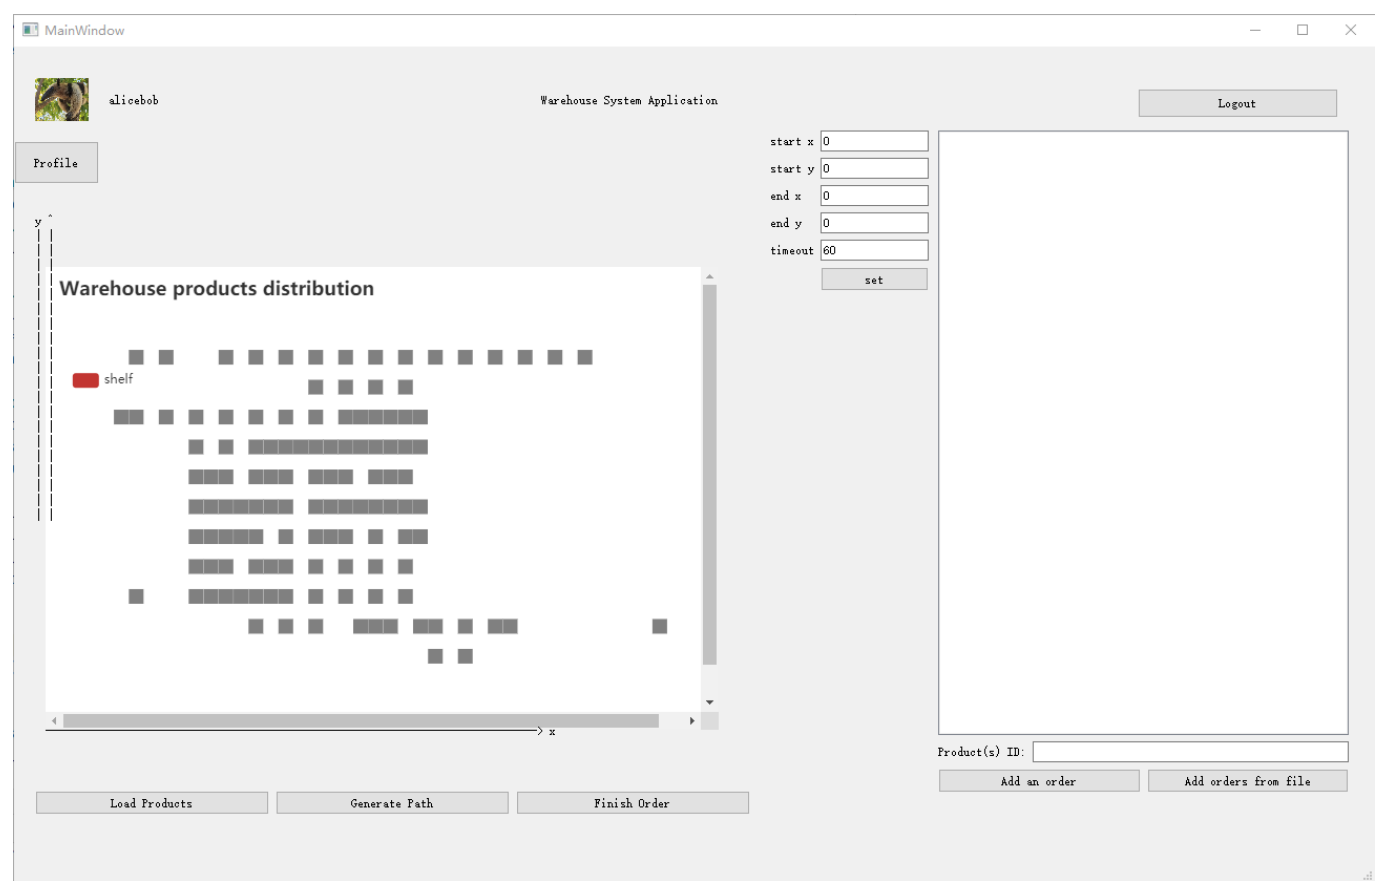 MainWindow
alicebob
Warehouse System Application
Logout
Profile
start x 0
start y 0
end x 0
end y 0
timeout 60
set
y ^
Warehouse products distribution
shelf
x
Product(s) ID:
Add an order
Add orders from file
Load Products
Generate Path
Finish Order